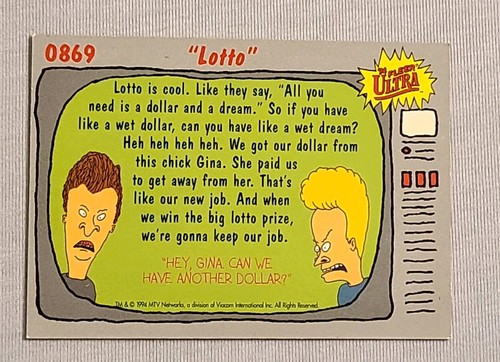 0869
"Lotto"
'94 FLEER
ULTRA
Lotto is cool. Like they say, "All you
need is a dollar and a dream." So if you have
like a wet dollar, can you have like a wet dream?
Heh heh heh heh. We got our dollar from
this chick Gina. She paid us
to get away from her. That's
like our new job. And when
we win the big lotto prize,
we're gonna keep our job.
"HEY, GINA. CAN WE
HAVE ANOTHER DOLLAR?"
TM & © 1994 MTV Networks, a division of Viacom International Inc. All Rights Reserved.